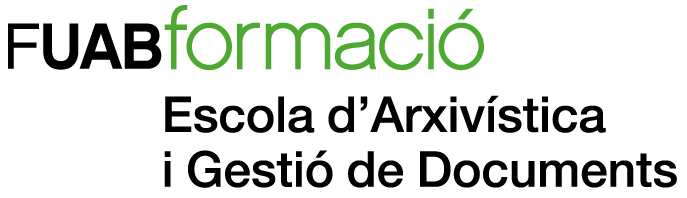 FUABformació
Escola d’Arxivística
i Gestió de Documents